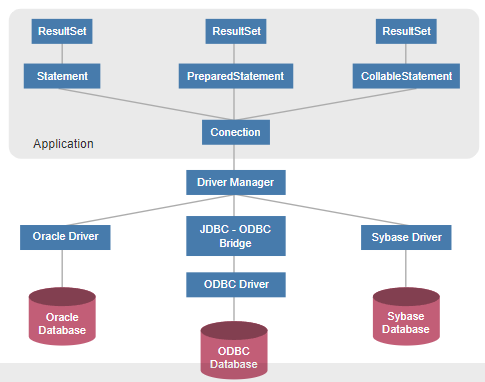 ResultSet
ResultSet
ResultSet
Statement
PreparedStatement
CollableStatement
Conection
Application
Driver Manager
Oracle Driver
JDBC - ODBC
Bridge
Sybase Driver
ODBC Driver
Oracle
Database
Sybase
Database
ODBC
Database